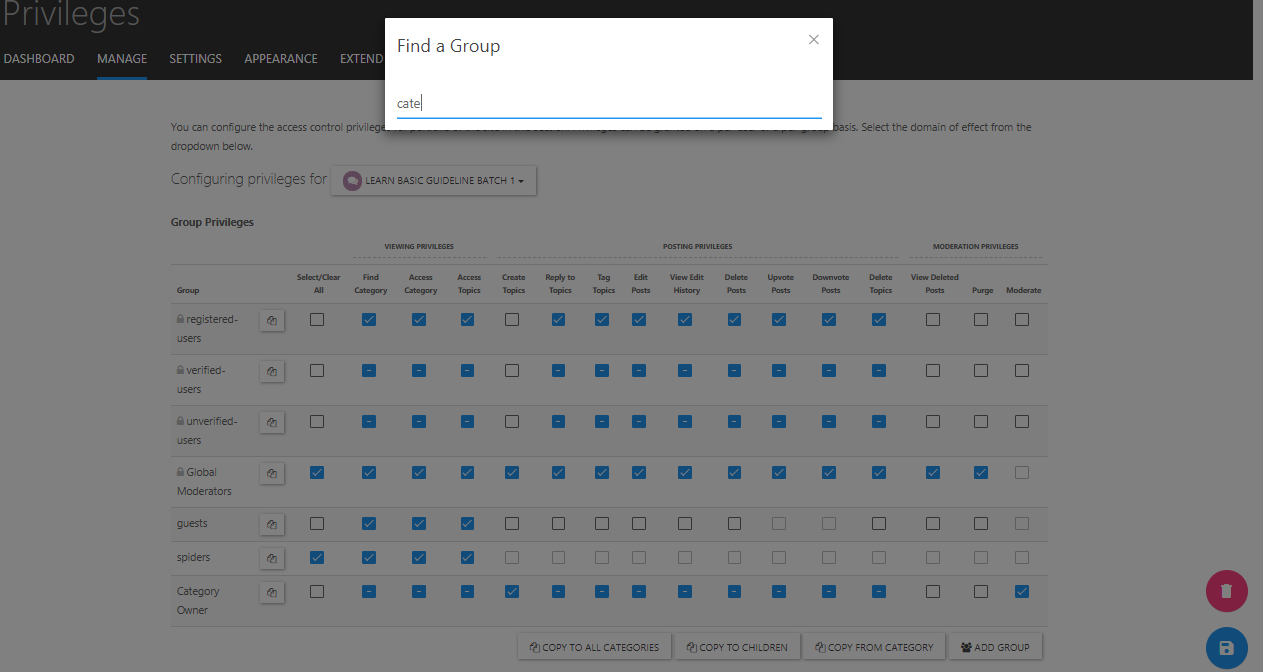 Privileges
DASHBOARD MANAGE SETTINGS APPEARANCE EXTEND
Find a Group
cate
You can configure the access control privileges
basis. Select the domain of effect from the
dropdown below.
Configuring privileges for LEARN BASIC GUIDELINE BATCH 1
Group Privileges
VIEWING PRIVILEGES POSTING PRIVILEGES MODERATION PRIVILEGES
Select/Clear Find Access Access Create Reply to Tag Edit View Edit Delete Upvote Downvote Delete View Deleted
Group All Category Category Topics Topics Topics Topics Posts History Posts Posts Posts Topics Posts Purge Moderate
registered-
users
verified-
users
unverified-
users
Global
Moderators
guests
spiders
Category
Owner
COPY TO ALL CATEGORIES COPY TO CHILDREN COPY FROM CATEGORY ADD GROUP